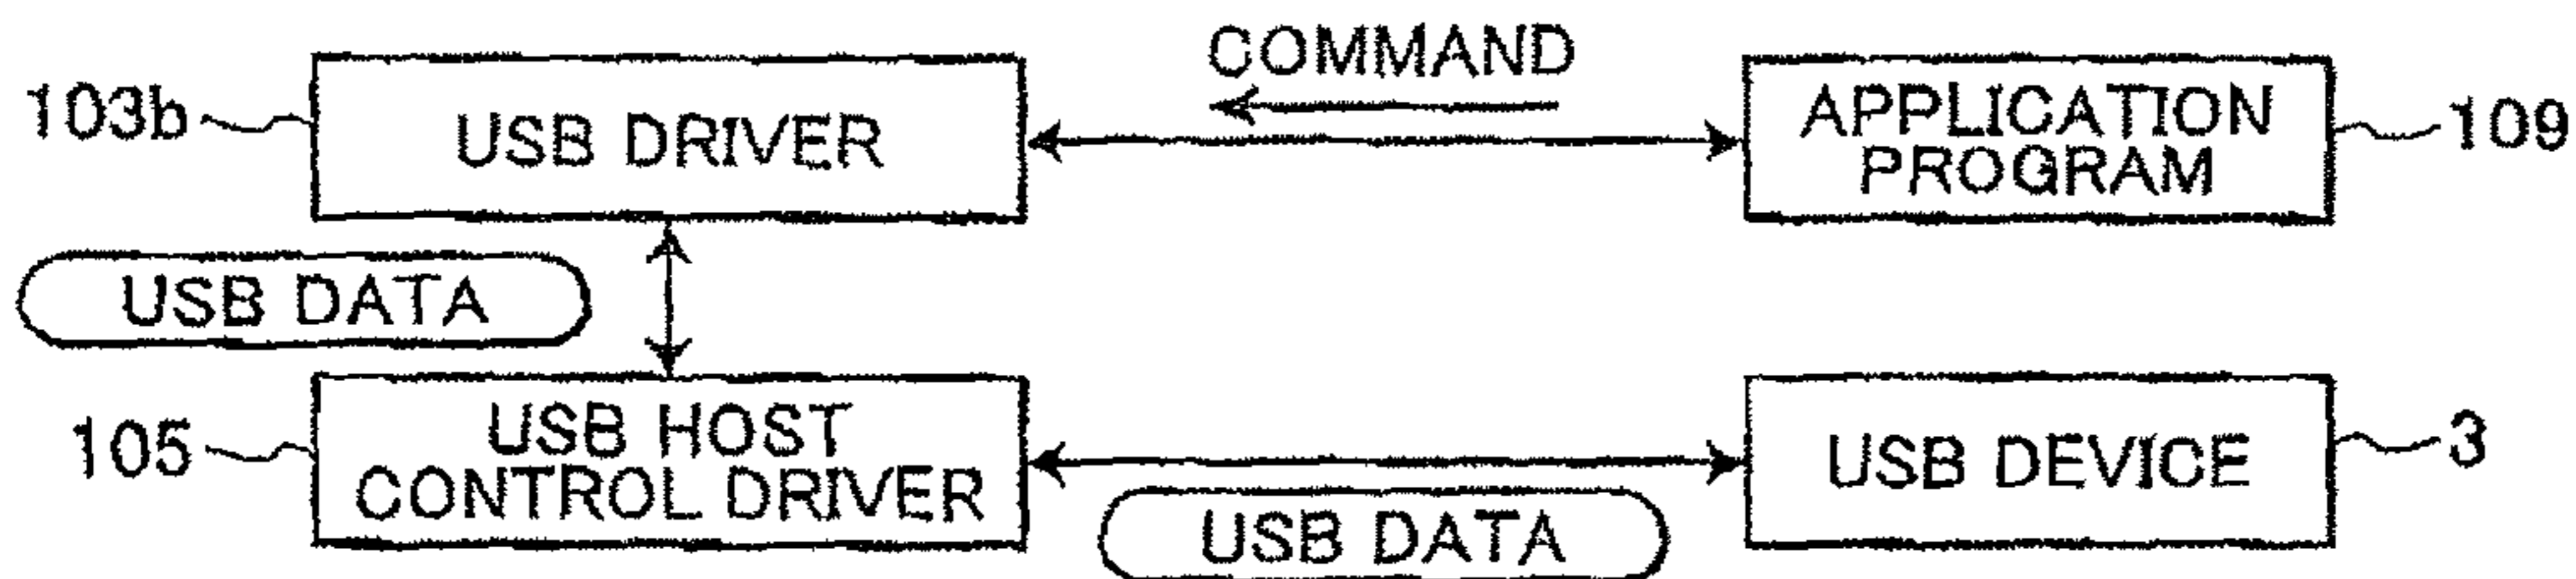 COMMAND
103b
USB DRIVER
APPLICATION
PROGRAM
109
USB DATA
105
USB HOST
CONTROL DRIVER
USB DEVICE
3
USB DATA